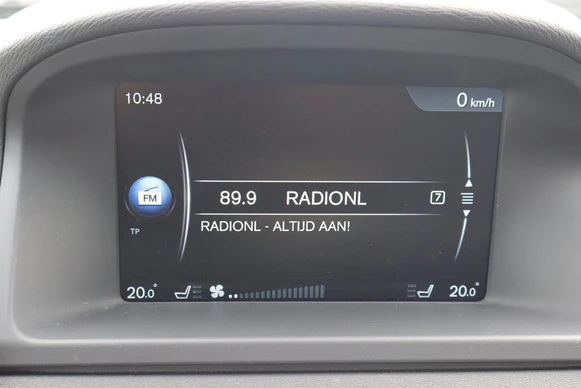 10:48
0 km/h
FM
89.9 RADIONL 7
TP
RADIONL - ALTIJD AAN!
20.0° 20.0°